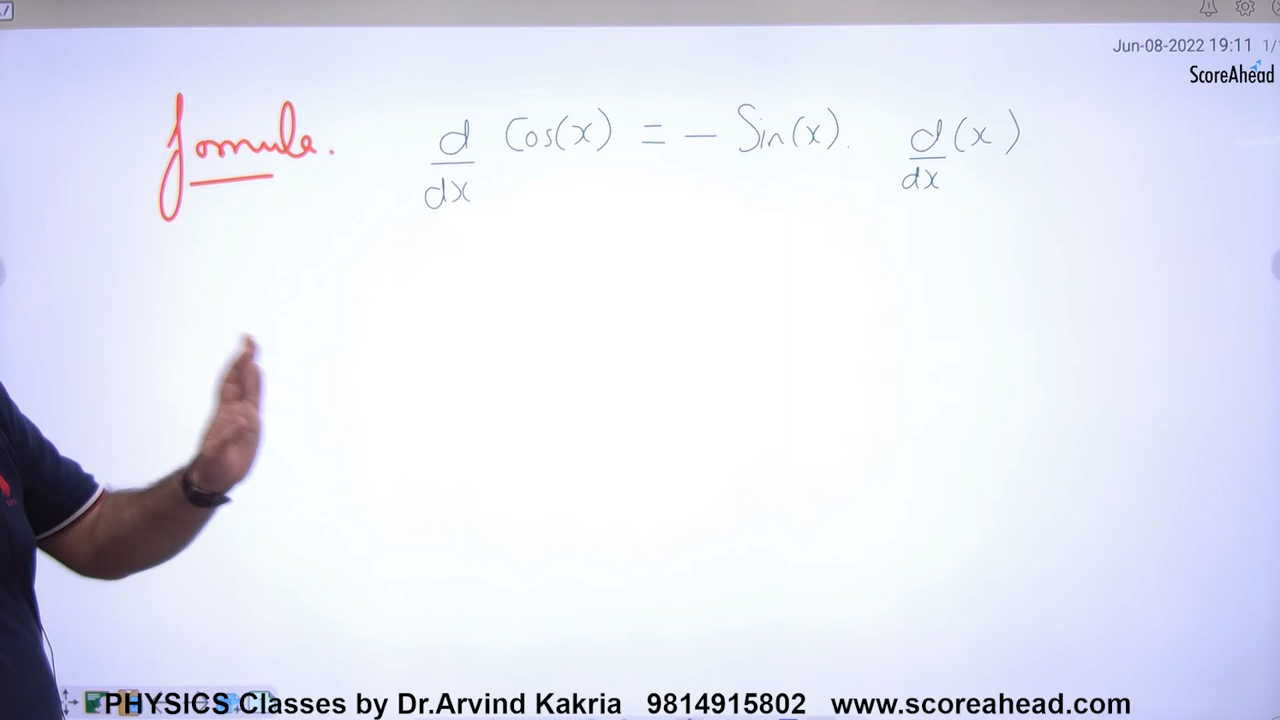 Jun-08-2022 19:11 1/
ScoreAhead
formula. d/dx Cos(x) = - Sin(x). d/dx (x)
PHYSICS Classes by Dr.Arvind Kakria 9814915802 www.scoreahead.com